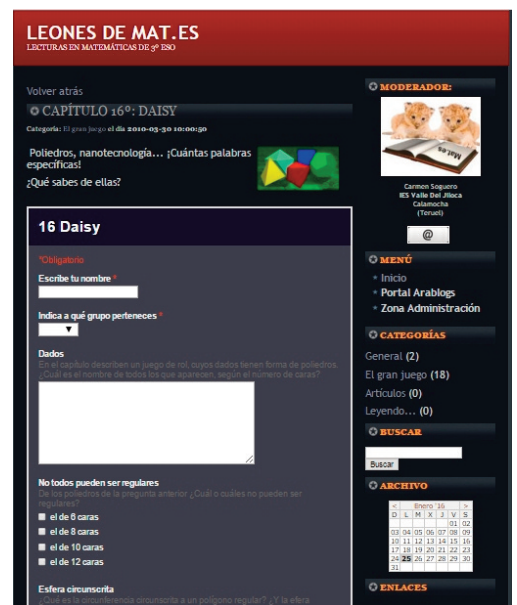 LEONES DE MAT.ES
LECTURAS EN MATEMÁTICAS DE 3º ESO
Volver atrás
CAPÍTULO 16º: DAISY
Categoría: El gran juego el día 2010-03-30 10:00:50
Poliedros, nanotecnología... ¡Cuántas palabras
específicas!
¿Qué sabes de ellas?
16 Daisy
*Obligatorio
Escribe tu nombre *
Indica a qué grupo perteneces *
Dados
En el capítulo describen un juego de rol, cuyos dados tienen forma de poliedros.
¿Cuál es el nombre de todos los que aparecen, según el número de caras?
No todos pueden ser regulares
De los poliedros de la pregunta anterior ¿Cuál o cuáles no pueden ser
regulares?
el de 6 caras
el de 8 caras
el de 10 caras
el de 12 caras
Esfera circunscrita
¿Qué es la circunferencia circunscrita a un polígono regular? ¿Y la esfera
MODERADOR:
Mat.es
Carmen Soguero
IES Valle Del Jiloca
Calamocha
(Teruel)
@
MENÚ
* Inicio
* Portal Arablogs
* Zona Administración
CATEGORÍAS
General (2)
El gran juego (18)
Artículos (0)
Leyendo... (0)
BUSCAR
Buscar
ARCHIVO
< Enero '16 >
D L M X J V S
01 02
03 04 05 06 07 08 09
10 11 12 13 14 15 16
17 18 19 20 21 22 23
24 25 26 27 28 29 30
31
ENLACES